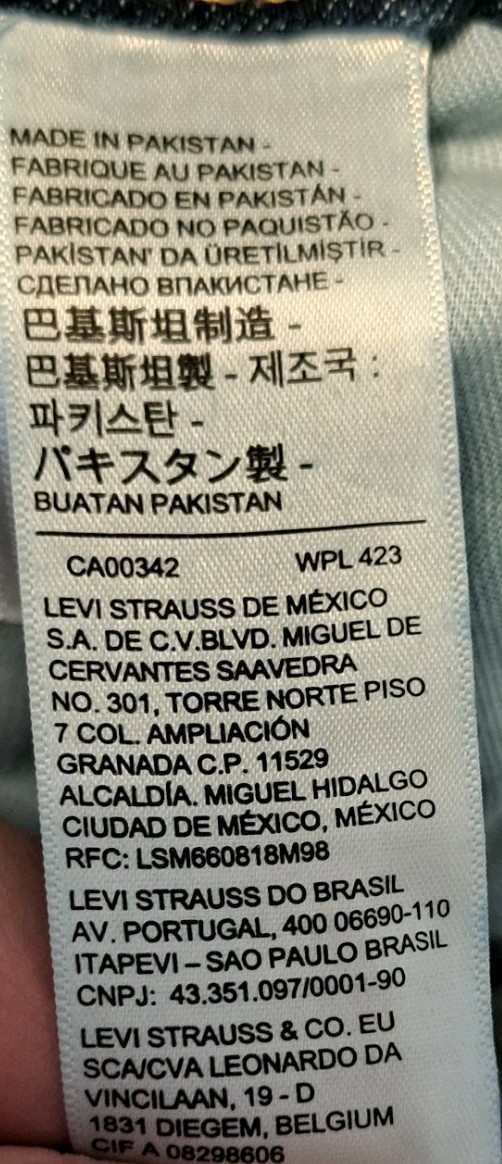 MADE IN PAKISTAN -
FABRIQUE AU PAKISTAN -
FABRICADO EN PAKISTÁN -
FABRICADO NO PAQUISTÃO -
PAKİSTAN' DA ÜRETİLMİŞTİR -
СДЕЛАНО ВПАКИСТАНЕ -
巴基斯坦制造 -
巴基斯坦製 - 제조국 :
파키스탄 -
パキスタン製 -
BUATAN PAKISTAN
CA00342 WPL 423
LEVI STRAUSS DE MÉXICO
S.A. DE C.V.BLVD. MIGUEL DE
CERVANTES SAAVEDRA
NO. 301, TORRE NORTE PISO
7 COL. AMPLIACIÓN
GRANADA C.P. 11529
ALCALDÍA. MIGUEL HIDALGO
CIUDAD DE MÉXICO, MÉXICO
RFC: LSM660818M98
LEVI STRAUSS DO BRASIL
AV. PORTUGAL, 400 06690-110
ITAPEVI – SAO PAULO BRASIL
CNPJ: 43.351.097/0001-90
LEVI STRAUSS & CO. EU
SCA/CVA LEONARDO DA
VINCILAAN, 19 - D
1831 DIEGEM, BELGIUM
CIF A 08298606